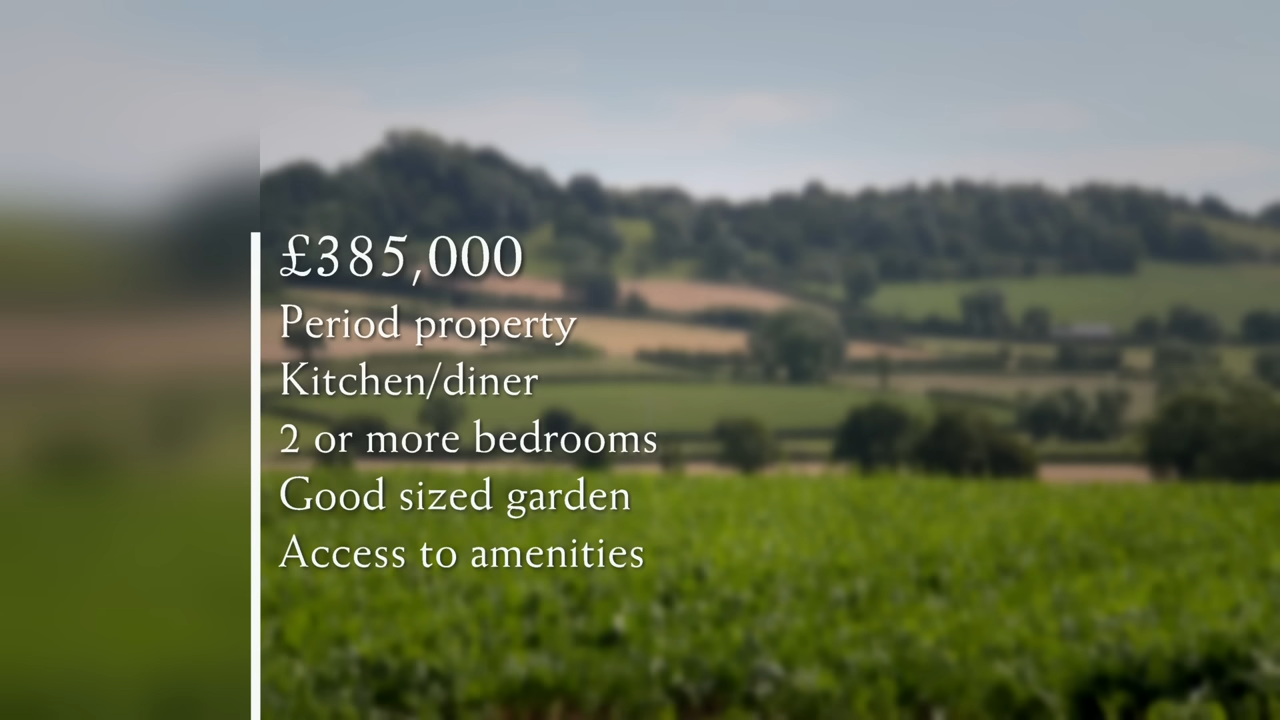 £385,000
Period property
Kitchen/diner
2 or more bedrooms
Good sized garden
Access to amenities